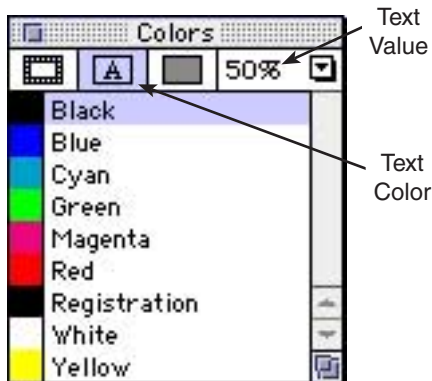 Text
Value
Colors
A
50%
Black
Blue
Cyan
Green
Magenta
Red
Registration
White
Yellow
Text
Color